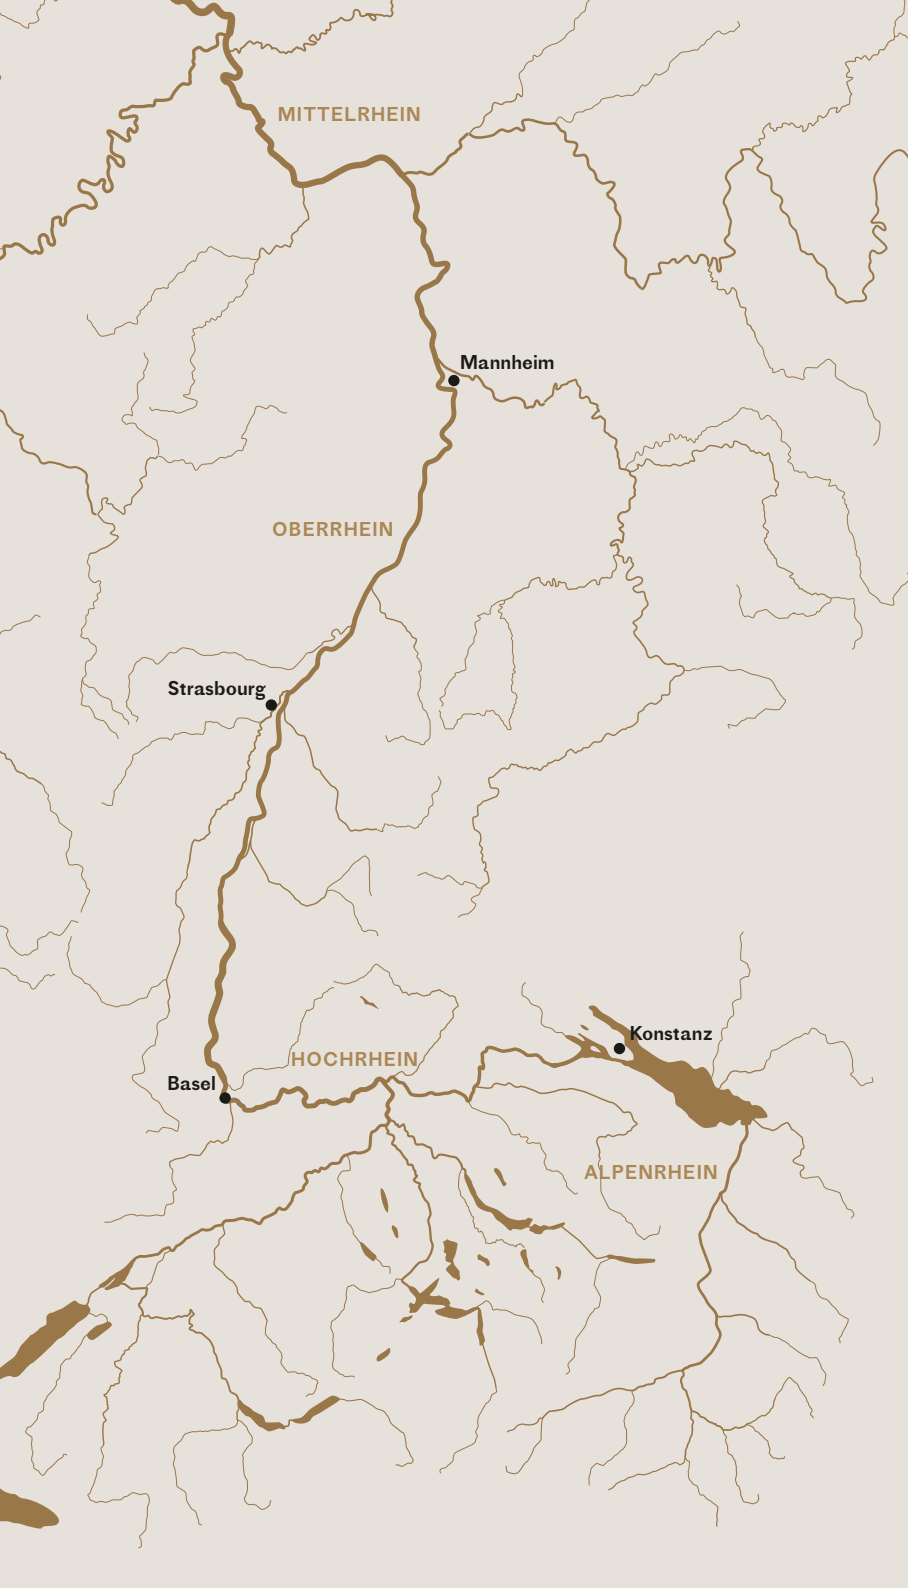 MITTELRHEIN
Mannheim
OBERRHEIN
Strasbourg
Konstanz
HOCHRHEIN
Basel
ALPENRHEIN